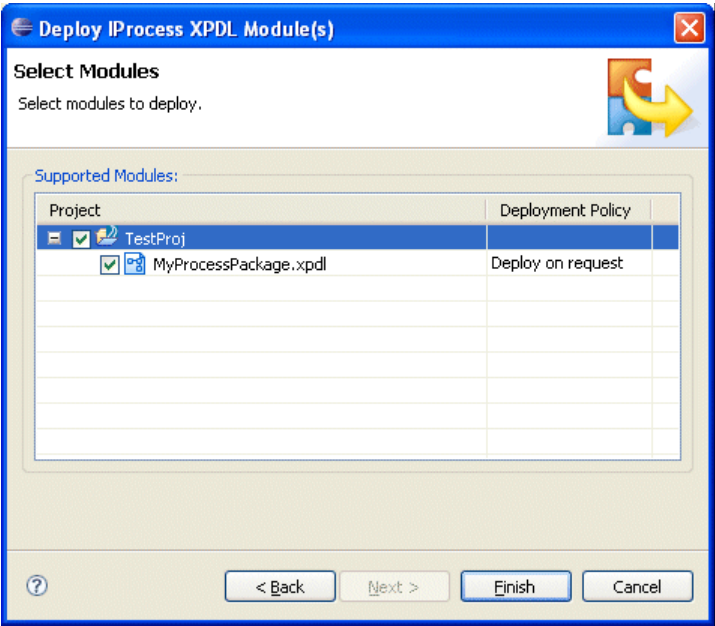 Deploy IProcess XPDL Module(s)
Select Modules
Select modules to deploy.
Supported Modules:
Project Deployment Policy
TestProj
MyProcessPackage.xpdl Deploy on request
? < Back Next > Finish Cancel